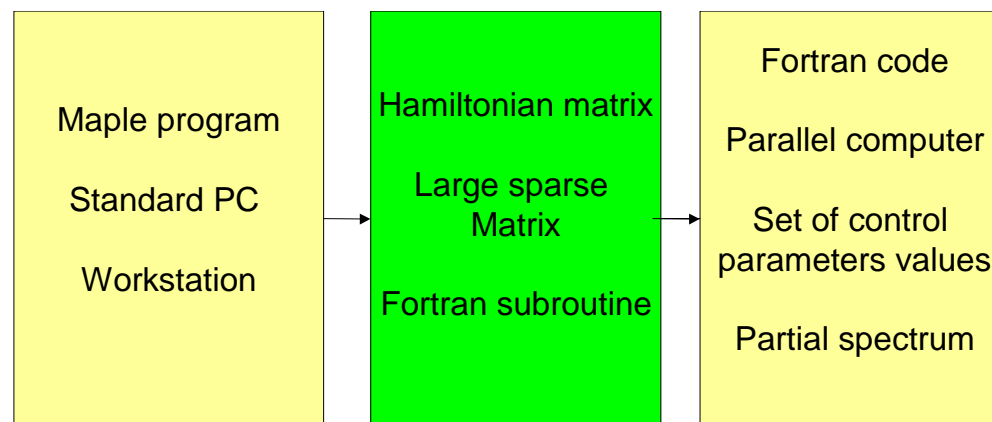 Maple program
Standard PC
Workstation
Hamiltonian matrix
Large sparse
Matrix
Fortran subroutine
Fortran code
Parallel computer
Set of control
parameters values
Partial spectrum